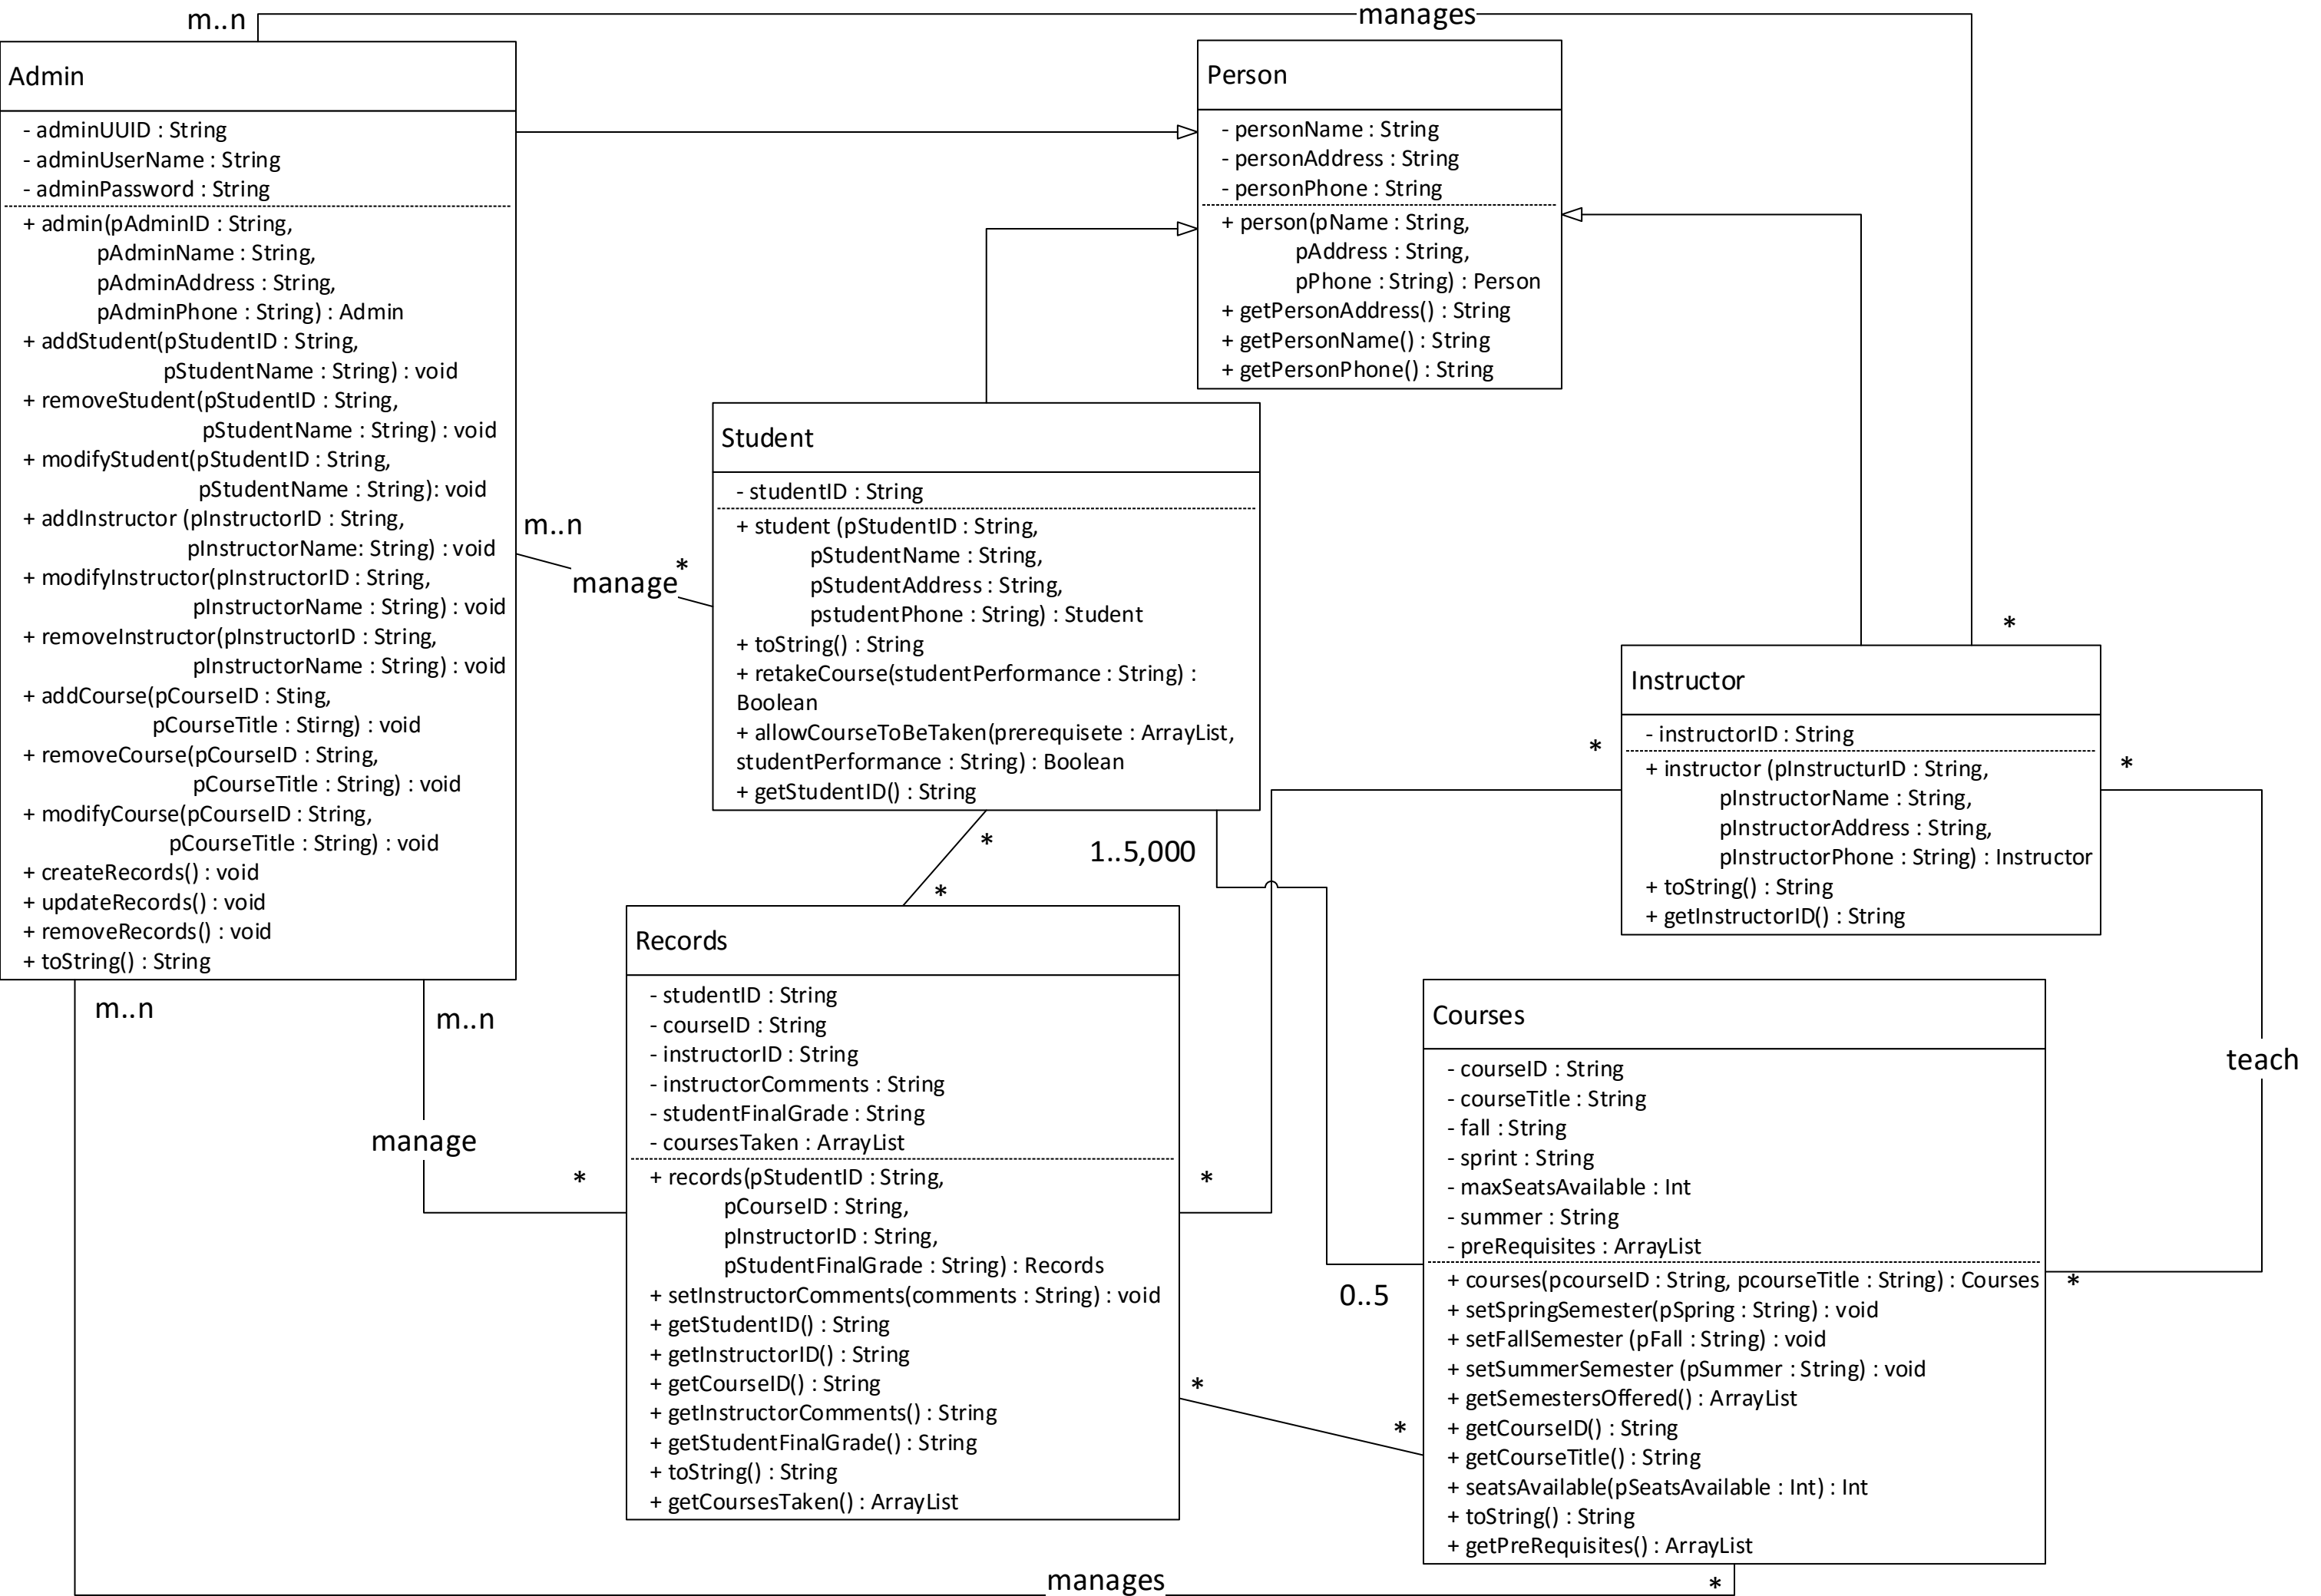 m..n
manages
Admin
- adminUUID : String
- adminUserName : String
- adminPassword : String
+ admin(pAdminID : String,
pAdminName : String,
pAdminAddress : String,
pAdminPhone : String) : Admin
+ addStudent(pStudentID : String,
pStudentName : String) : void
+ removeStudent(pStudentID : String,
pStudentName : String) : void
+ modifyStudent(pStudentID : String,
pStudentName : String): void
+ addInstructor (pInstructorID : String,
pInstructorName: String) : void
+ modifyInstructor(pInstructorID : String,
pInstructorName : String) : void
+ removeInstructor(pInstructorID : String,
pInstructorName : String) : void
+ addCourse(pCourseID : Sting,
pCourseTitle : Stirng) : void
+ removeCourse(pCourseID : String,
pCourseTitle : String) : void
+ modifyCourse(pCourseID : String,
pCourseTitle : String) : void
+ createRecords() : void
+ updateRecords() : void
+ removeRecords() : void
+ toString() : String
Person
- personName : String
- personAddress : String
- personPhone : String
+ person(pName : String,
pAddress : String,
pPhone : String) : Person
+ getPersonAddress() : String
+ getPersonName() : String
+ getPersonPhone() : String
m..n
manage
*
Student
- studentID : String
+ student (pStudentID : String,
pStudentName : String,
pStudentAddress : String,
pstudentPhone : String) : Student
+ toString() : String
+ retakeCourse(studentPerformance : String) :
Boolean
+ allowCourseToBeTaken(prerequisete : ArrayList,
studentPerformance : String) : Boolean
+ getStudentID() : String
*
Instructor
- instructorID : String
+ instructor (pInstructurID : String,
pInstructorName : String,
pInstructorAddress : String,
pInstructorPhone : String) : Instructor
+ toString() : String
+ getInstructorID() : String
*
*
*
1..5,000
*
Records
- studentID : String
- courseID : String
- instructorID : String
- instructorComments : String
- studentFinalGrade : String
- coursesTaken : ArrayList
+ records(pStudentID : String,
pCourseID : String,
pInstructorID : String,
pStudentFinalGrade : String) : Records
+ setInstructorComments(comments : String) : void
+ getStudentID() : String
+ getInstructorID() : String
+ getCourseID() : String
+ getInstructorComments() : String
+ getStudentFinalGrade() : String
+ toString() : String
+ getCoursesTaken() : ArrayList
m..n
m..n
manage
*
*
0..5
*
*
Courses
- courseID : String
- courseTitle : String
- fall : String
- sprint : String
- maxSeatsAvailable : Int
- summer : String
- preRequisites : ArrayList
+ courses(pcourseID : String, pcourseTitle : String) : Courses
+ setSpringSemester(pSpring : String) : void
+ setFallSemester (pFall : String) : void
+ setSummerSemester (pSummer : String) : void
+ getSemestersOffered() : ArrayList
+ getCourseID() : String
+ getCourseTitle() : String
+ seatsAvailable(pSeatsAvailable : Int) : Int
+ toString() : String
+ getPreRequisites() : ArrayList
teach
*
manages
*